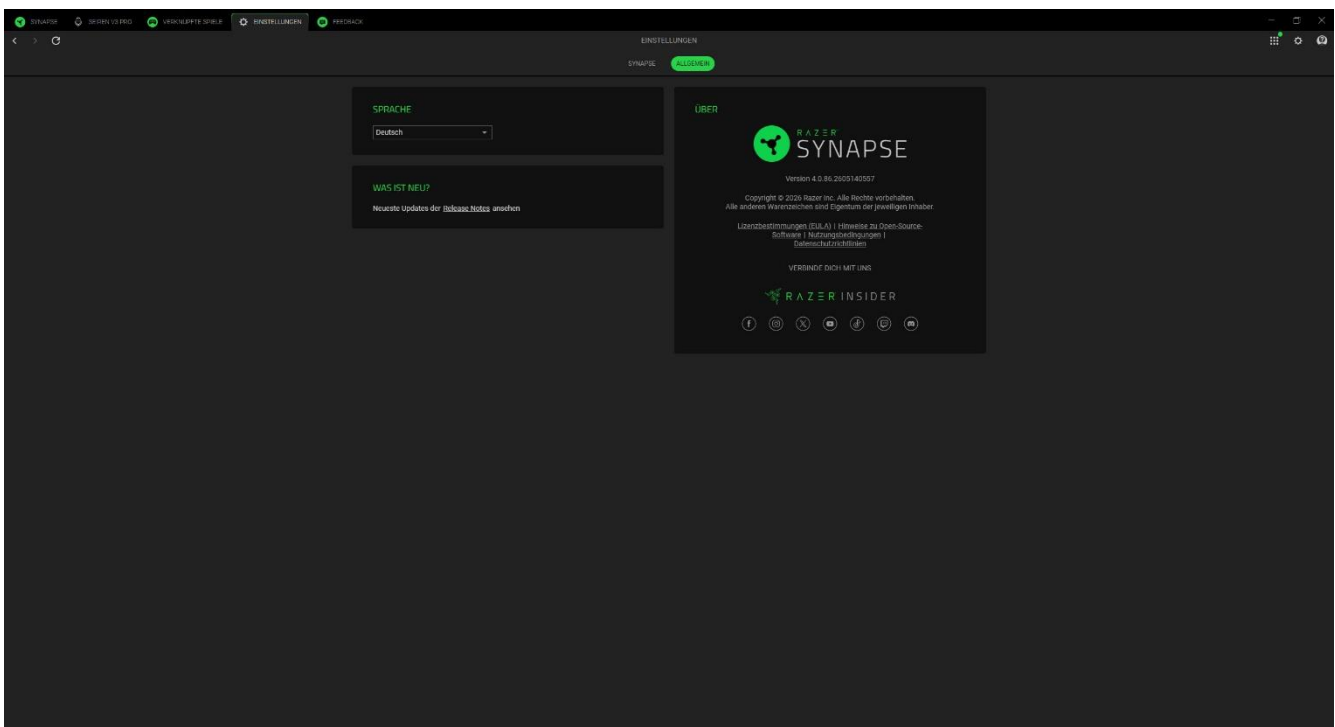 SYNAPSE
SEIREN V3 PRO
VERKNÜPFTE SPIELE
EINSTELLUNGEN
FEEDBACK
EINSTELLUNGEN
SYNAPSE
ALLGEMEIN
SPRACHE
Deutsch
WAS IST NEU?
Neueste Updates der Release Notes ansehen
ÜBER
RAZER
SYNAPSE
Version 4.0.86.2605140557
Copyright © 2026 Razer Inc. Alle Rechte vorbehalten.
Alle anderen Warenzeichen sind Eigentum der jeweiligen Inhaber.
Lizenzbestimmungen (EULA) | Hinweise zu Open-Source-
Software | Nutzungsbedingungen |
Datenschutzrichtlinien
VERBINDE DICH MIT UNS
RAZER INSIDER